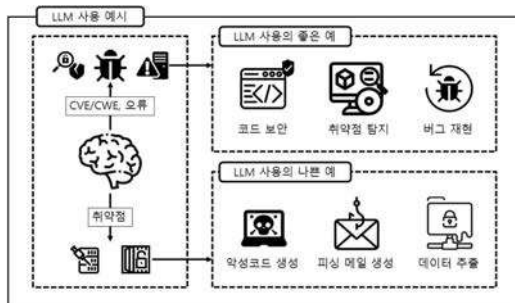 LLM 사용 예시
LLM 사용의 좋은 예
CVE/CWE, 오류
코드 보안
취약점 탐지
버그 재현
취약점
LLM 사용의 나쁜 예
악성코드 생성
피싱 메일 생성
데이터 추출